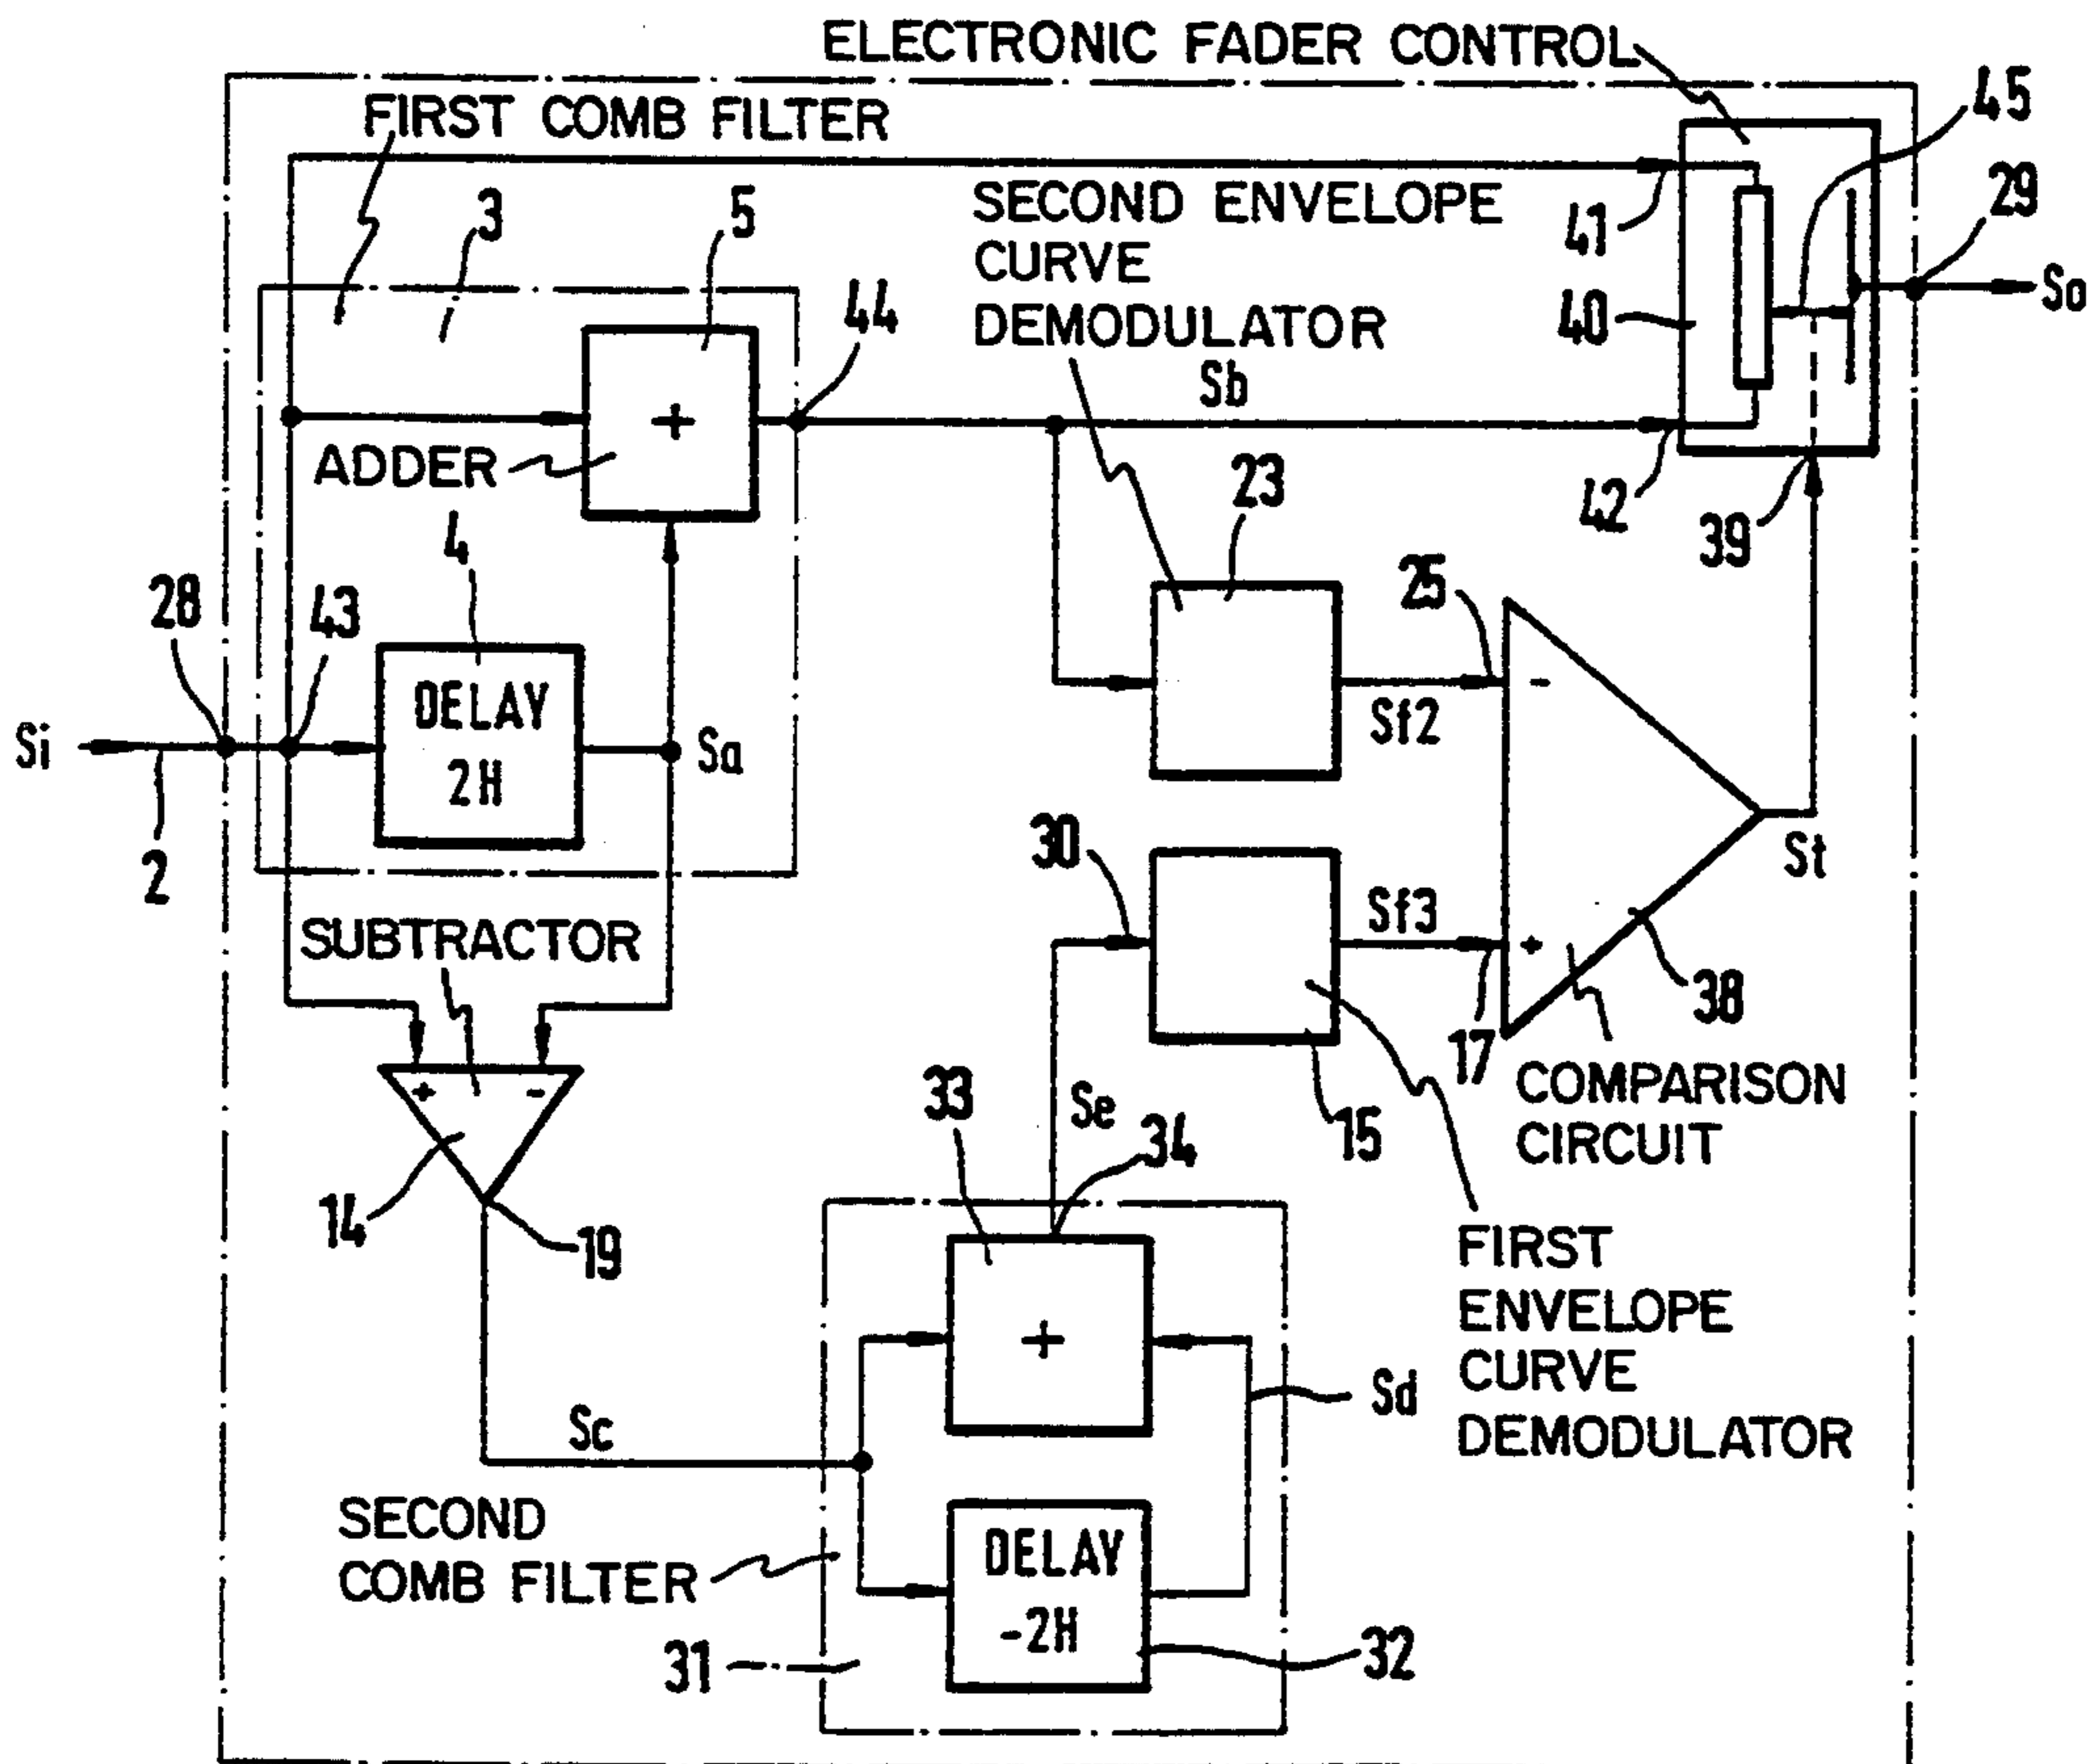 ELECTRONIC FADER CONTROL
45
FIRST COMB FILTER
29
3
5
SECOND ENVELOPE
CURVE
DEMODULATOR
41
44
40
So
Sb
+
ADDER
23
42
39
4
25
28
43
DELAY
2H
-
Sf2
Si
Sa
2
30
St
SUBTRACTOR
Sf3
+
38
17
COMPARISON
CIRCUIT
+
-
33
Se
34
15
14
19
FIRST
ENVELOPE
CURVE
DEMODULATOR
+
Sd
Sc
SECOND
COMB FILTER
DELAY
-2H
31
32